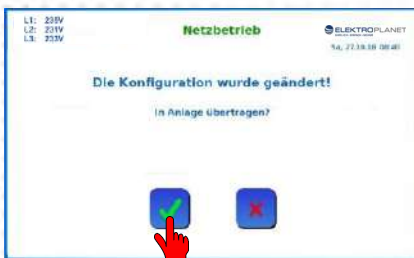 L1: 235V
L2: 231V
L3: 233V
Netzbetrieb
ELEKTROPLANET
Die Konfiguration wurde geändert!
In Anlage übertragen?